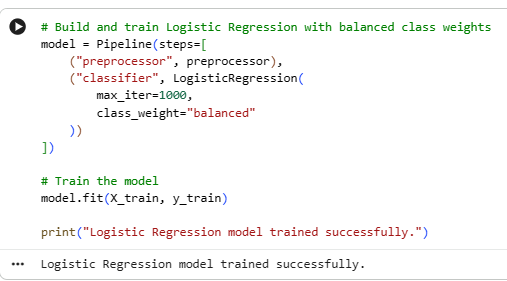 # Build and train Logistic Regression with balanced class weights
model = Pipeline(steps=[
    ("preprocessor", preprocessor),
    ("classifier", LogisticRegression(
        max_iter=1000,
        class_weight="balanced"
    ))
])
# Train the model
model.fit(X_train, y_train)
print("Logistic Regression model trained successfully.")
Logistic Regression model trained successfully.